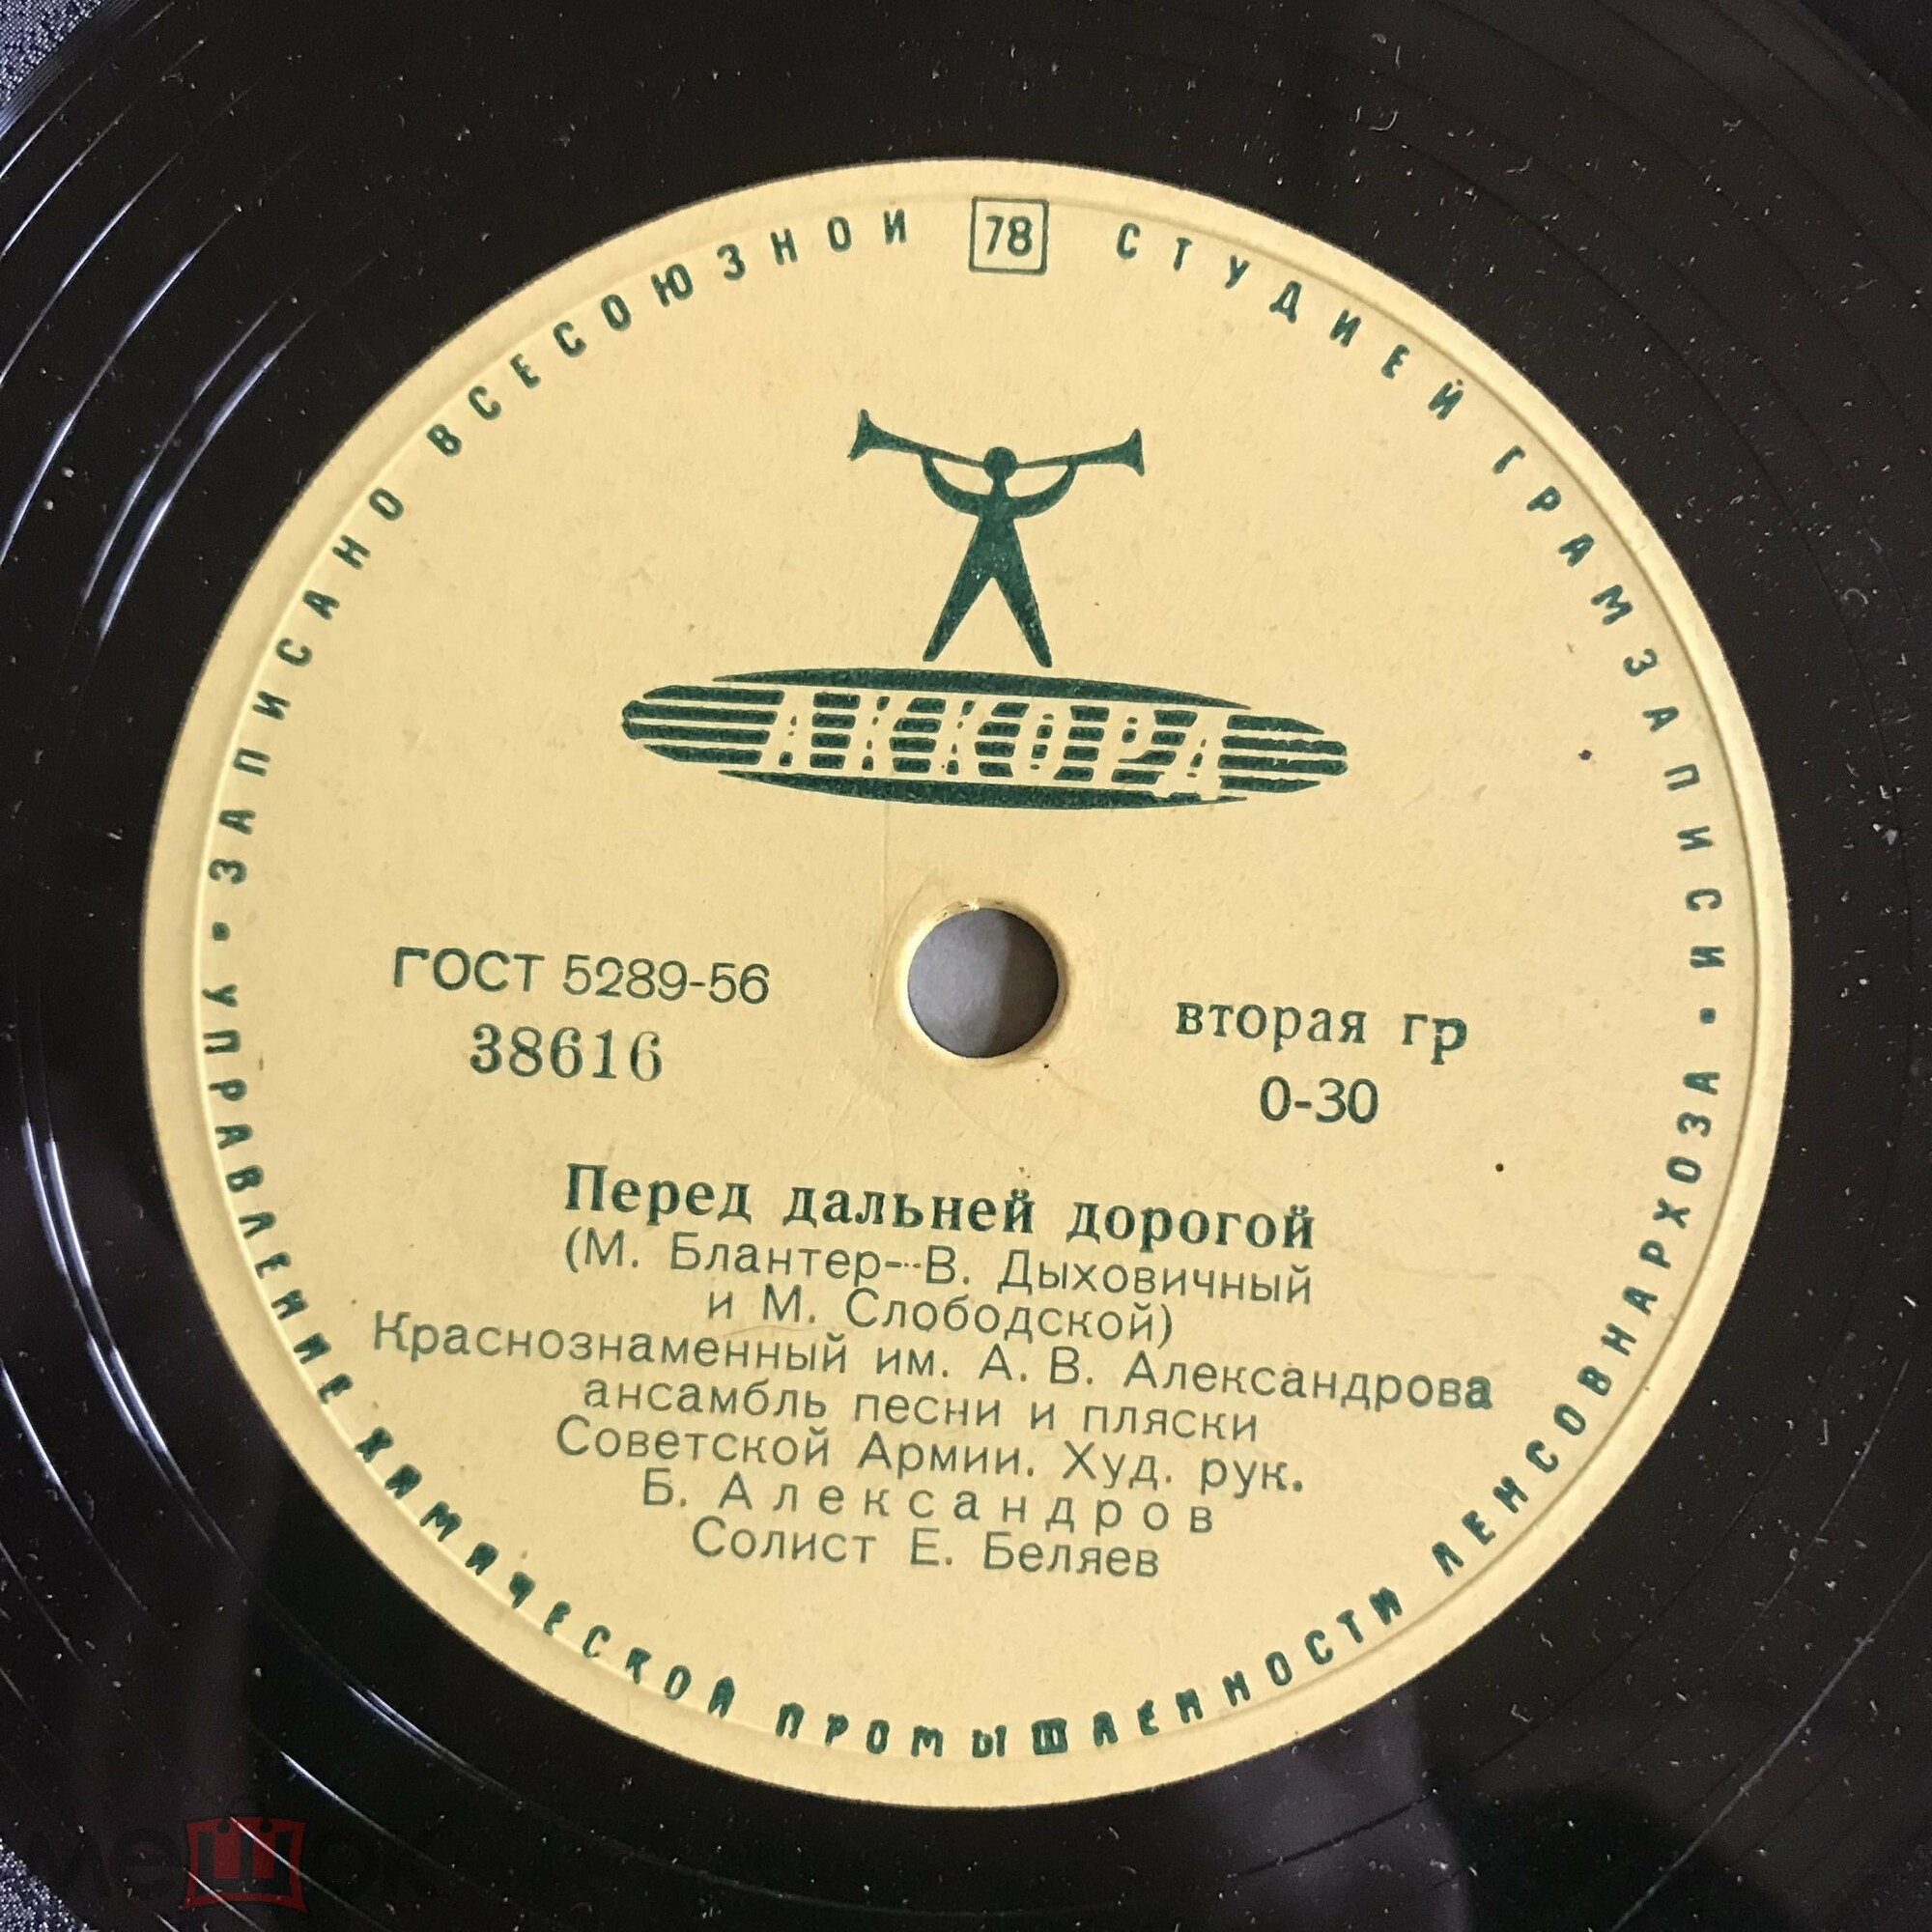 ЗАПИСАНО ВСЕСОЮЗНОЙ 78 СТУДИЕЙ ГРАМЗАПИСИ •
АККОРД
ГОСТ 5289-56
38616
вторая гр
0-30
Перед дальней дорогой
(М. Блантер--В. Дыховичный
и М. Слободской)
Краснознаменный им. А. В. Александрова
ансамбль песни и пляски
Советской Армии. Худ. рук.
Б. Александров
Солист Е. Беляев
УПРАВЛЕНИЕ ХИМИЧЕСКОЙ ПРОМЫШЛЕННОСТИ ЛЕНСОВНАРХОЗА •
мешок